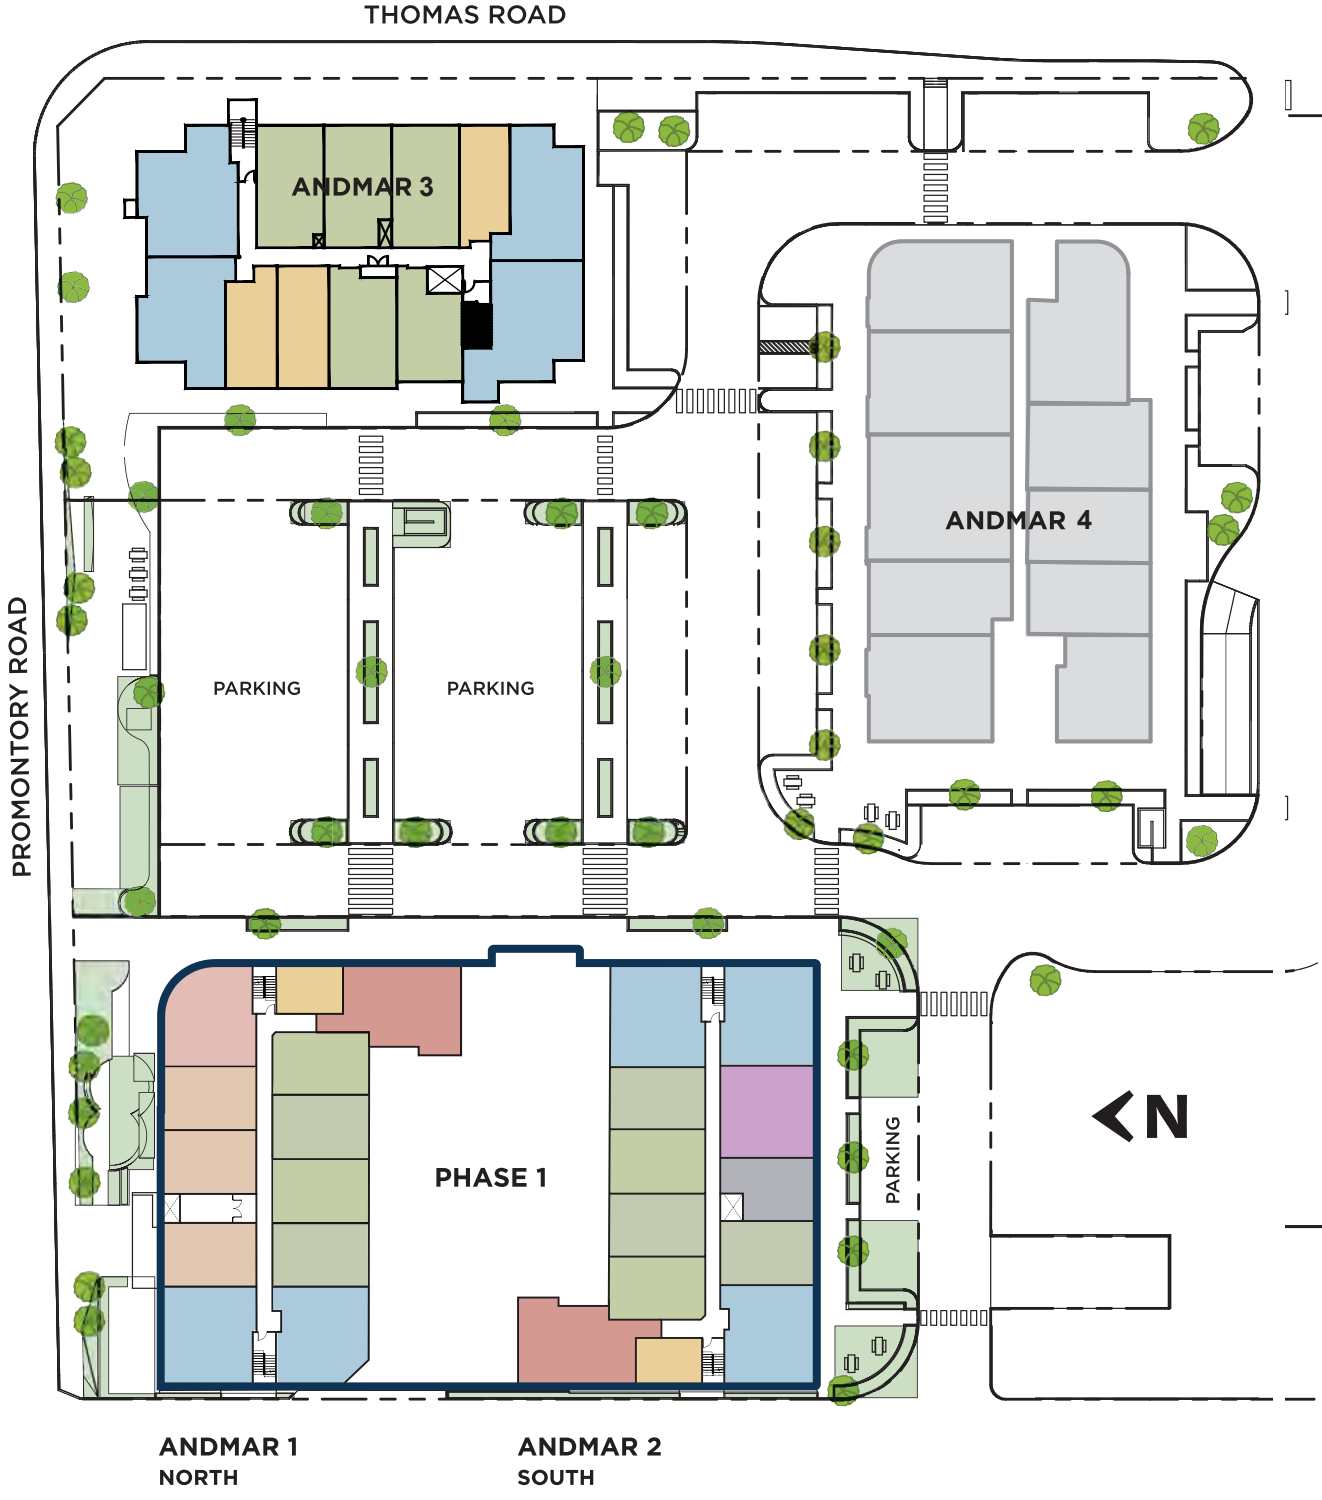 THOMAS ROAD
ANDMAR 3
ANDMAR 4
PROMONTORY ROAD
PARKING
PARKING
PHASE 1
PARKING
N
ANDMAR 1
NORTH
ANDMAR 2
SOUTH